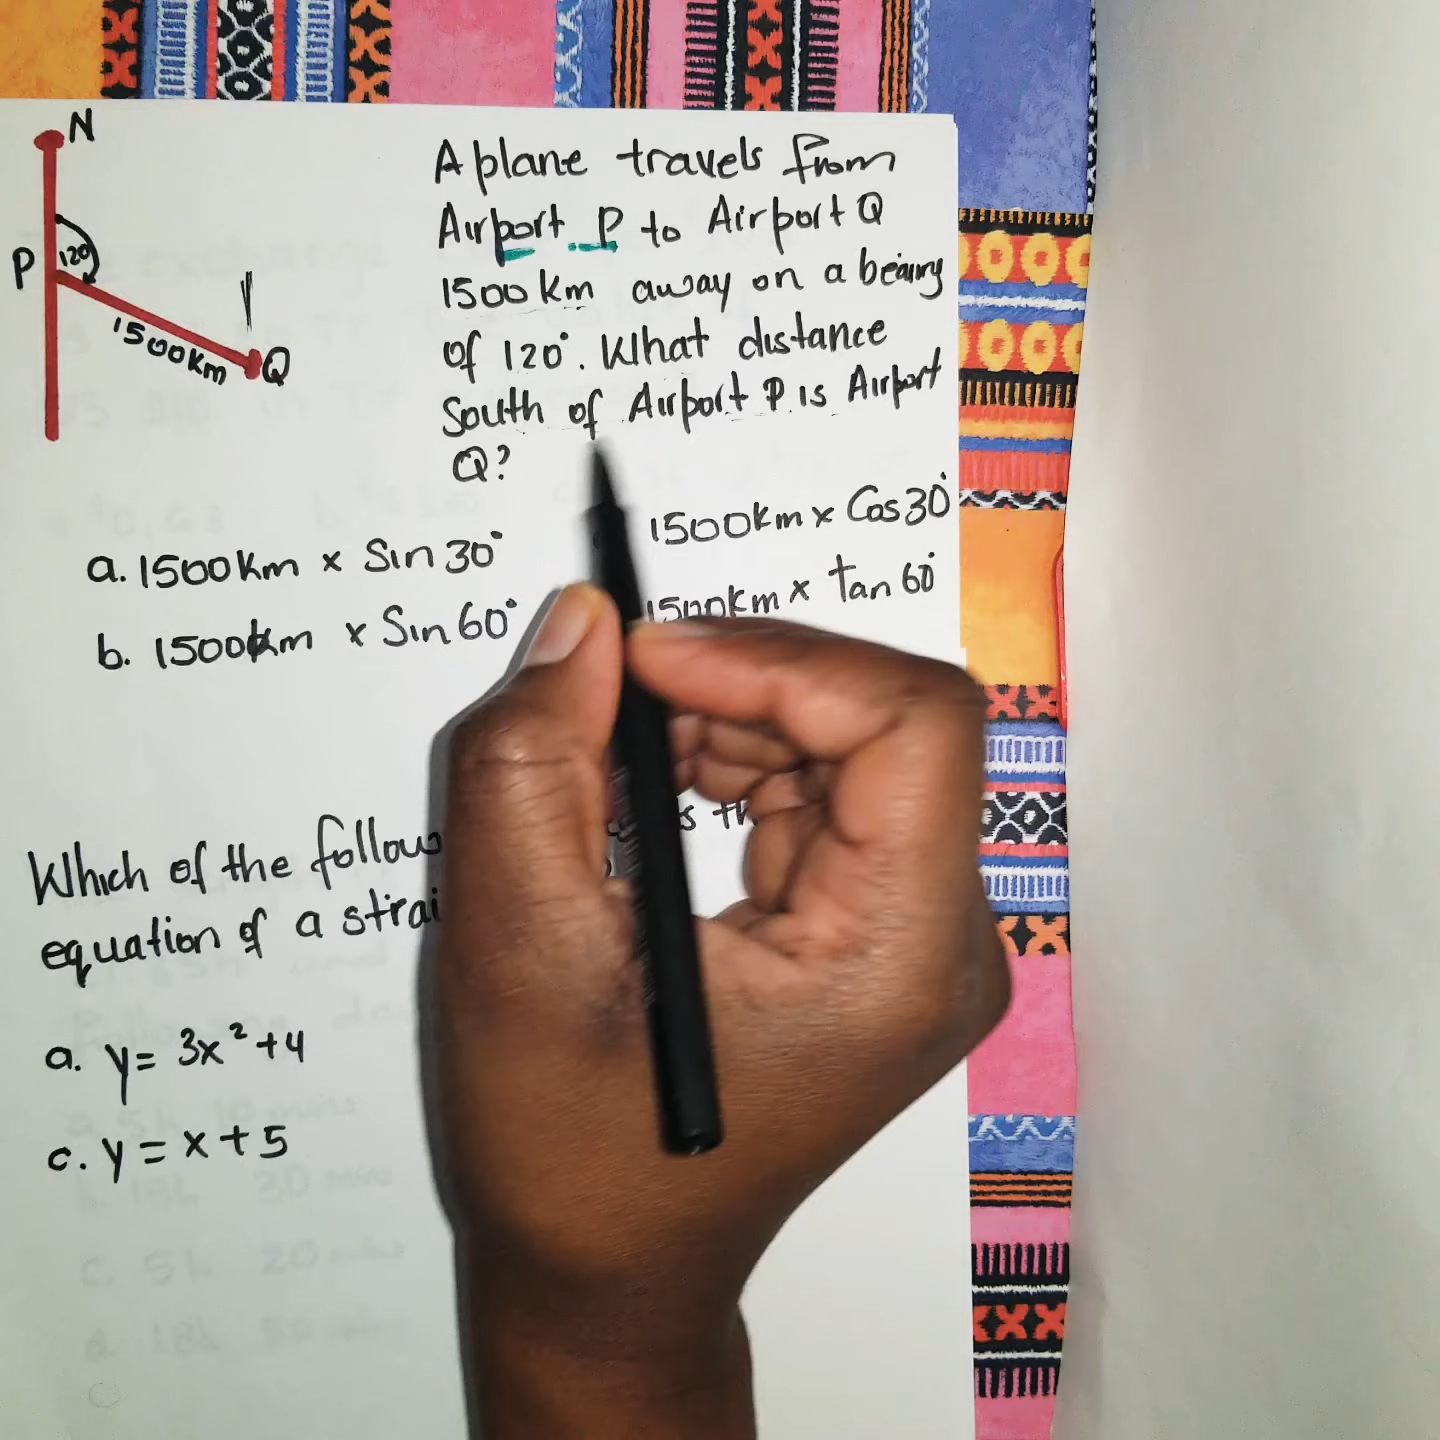 N
P
120
1500km
Q
A plane travels from
Airport P to Airport Q
1500 km away on a bearing
of 120°. What distance
South of Airport P is Airport
Q?
a. 1500km x Sin 30°
1500km x Cos 30°
b. 1500km x Sin 60°
1500km x tan 60°
Which of the follow
equation of a strai
a. y = 3x² + 4
c. y = x + 5